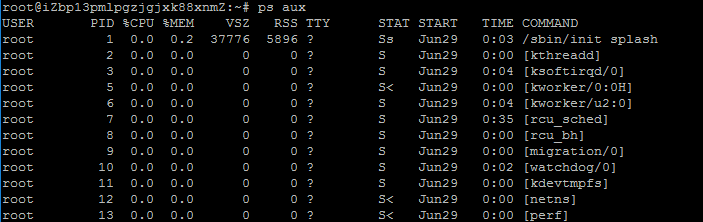 root@iZbp13pmlpgzjgjxk88xnmZ:~# ps aux
USER PID %CPU %MEM VSZ RSS TTY STAT START TIME COMMAND
root 1 0.0 0.2 37776 5896 ? Ss Jun29 0:03 /sbin/init splash
root 2 0.0 0.0 0 0 ? S Jun29 0:00 [kthreadd]
root 3 0.0 0.0 0 0 ? S Jun29 0:04 [ksoftirqd/0]
root 5 0.0 0.0 0 0 ? S< Jun29 0:00 [kworker/0:0H]
root 6 0.0 0.0 0 0 ? S Jun29 0:04 [kworker/u2:0]
root 7 0.0 0.0 0 0 ? S Jun29 0:35 [rcu_sched]
root 8 0.0 0.0 0 0 ? S Jun29 0:00 [rcu_bh]
root 9 0.0 0.0 0 0 ? S Jun29 0:00 [migration/0]
root 10 0.0 0.0 0 0 ? S Jun29 0:02 [watchdog/0]
root 11 0.0 0.0 0 0 ? S Jun29 0:00 [kdevtmpfs]
root 12 0.0 0.0 0 0 ? S< Jun29 0:00 [netns]
root 13 0.0 0.0 0 0 ? S< Jun29 0:00 [perf]